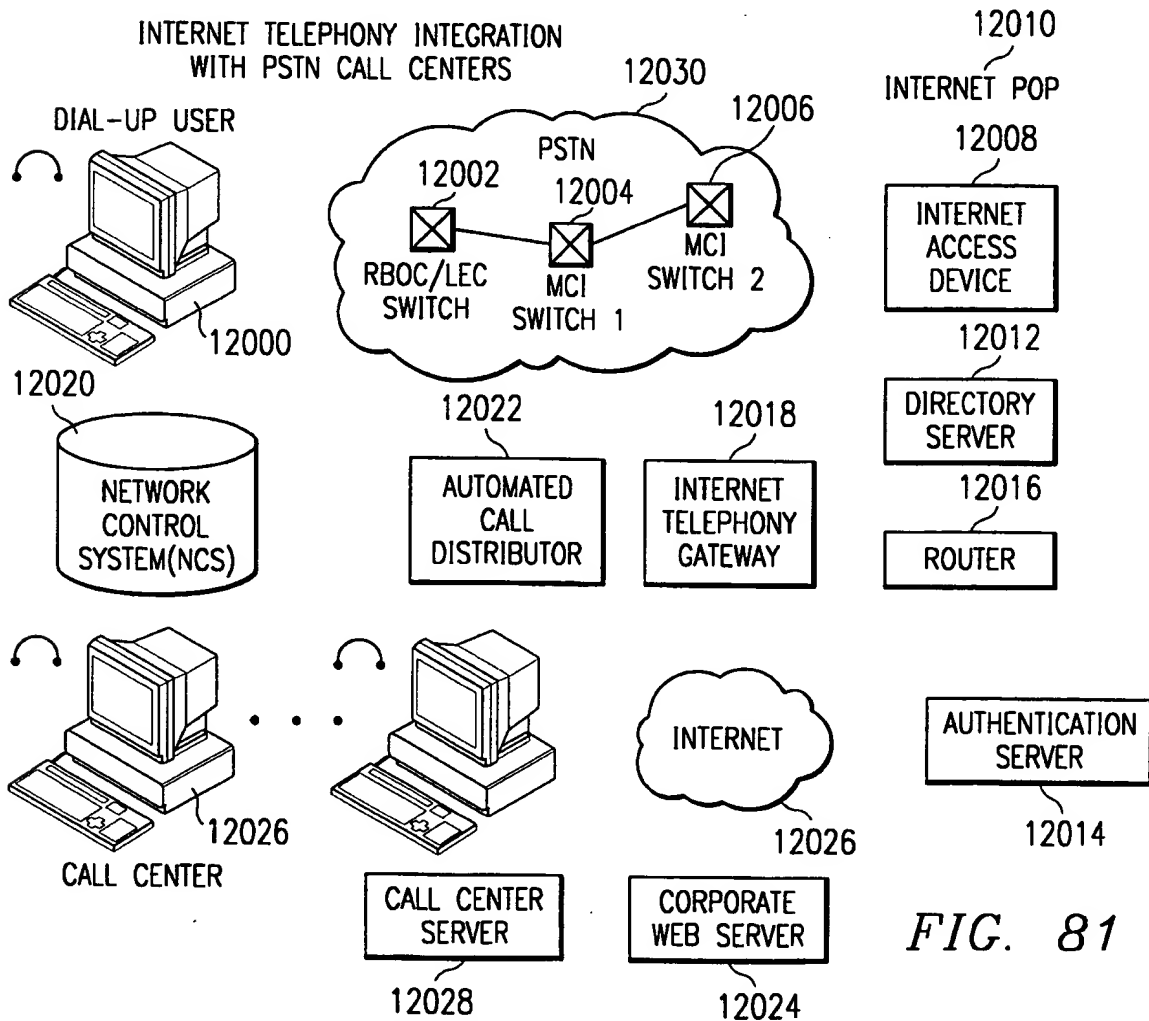 INTERNET TELEPHONY INTEGRATION
WITH PSTN CALL CENTERS
12010
INTERNET POP
DIAL-UP USER
12030
12006
12008
PSTN
12002
12004
INTERNET
ACCESS
DEVICE
RBOC/LEC
SWITCH
MCI
SWITCH 1
MCI
SWITCH 2
12000
12012
DIRECTORY
SERVER
12020
NETWORK
CONTROL
SYSTEM(NCS)
12022
AUTOMATED
CALL
DISTRIBUTOR
12018
INTERNET
TELEPHONY
GATEWAY
12016
ROUTER
12026
CALL CENTER
INTERNET
12026
AUTHENTICATION
SERVER
12014
CALL CENTER
SERVER
12028
CORPORATE
WEB SERVER
12024
FIG. 81